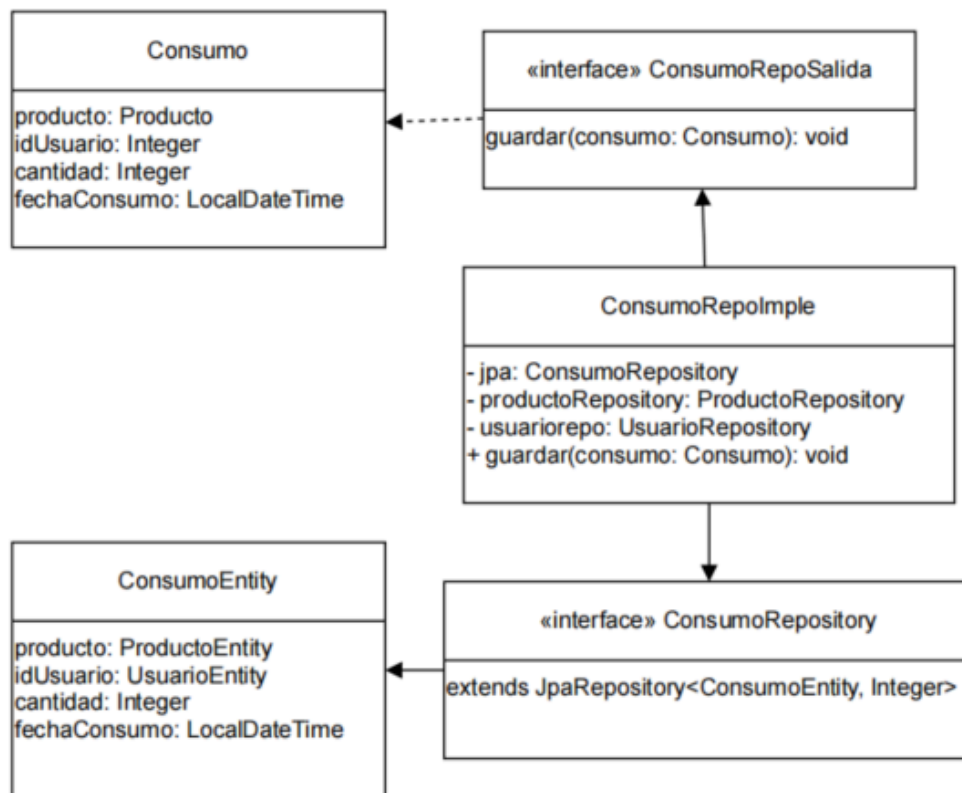 Consumo
producto: Producto
idUsuario: Integer
cantidad: Integer
fechaConsumo: LocalDateTime
«interface» ConsumoRepoSalida
guardar(consumo: Consumo): void
ConsumoRepoImple
- jpa: ConsumoRepository
- productoRepository: ProductoRepository
- usuariorepo: UsuarioRepository
+ guardar(consumo: Consumo): void
ConsumoEntity
producto: ProductoEntity
idUsuario: UsuarioEntity
cantidad: Integer
fechaConsumo: LocalDateTime
«interface» ConsumoRepository
extends JpaRepository<ConsumoEntity, Integer>